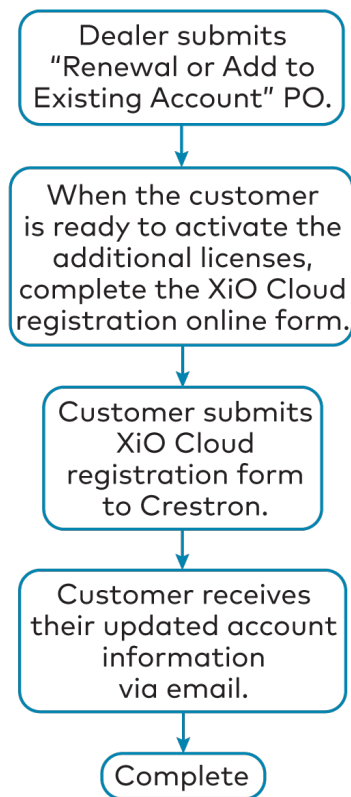 Dealer submits
“Renewal or Add to
Existing Account” PO.
When the customer
is ready to activate the
additional licenses,
complete the XiO Cloud
registration online form.
Customer submits
XiO Cloud
registration form
to Crestron.
Customer receives
their updated account
information
via email.
Complete